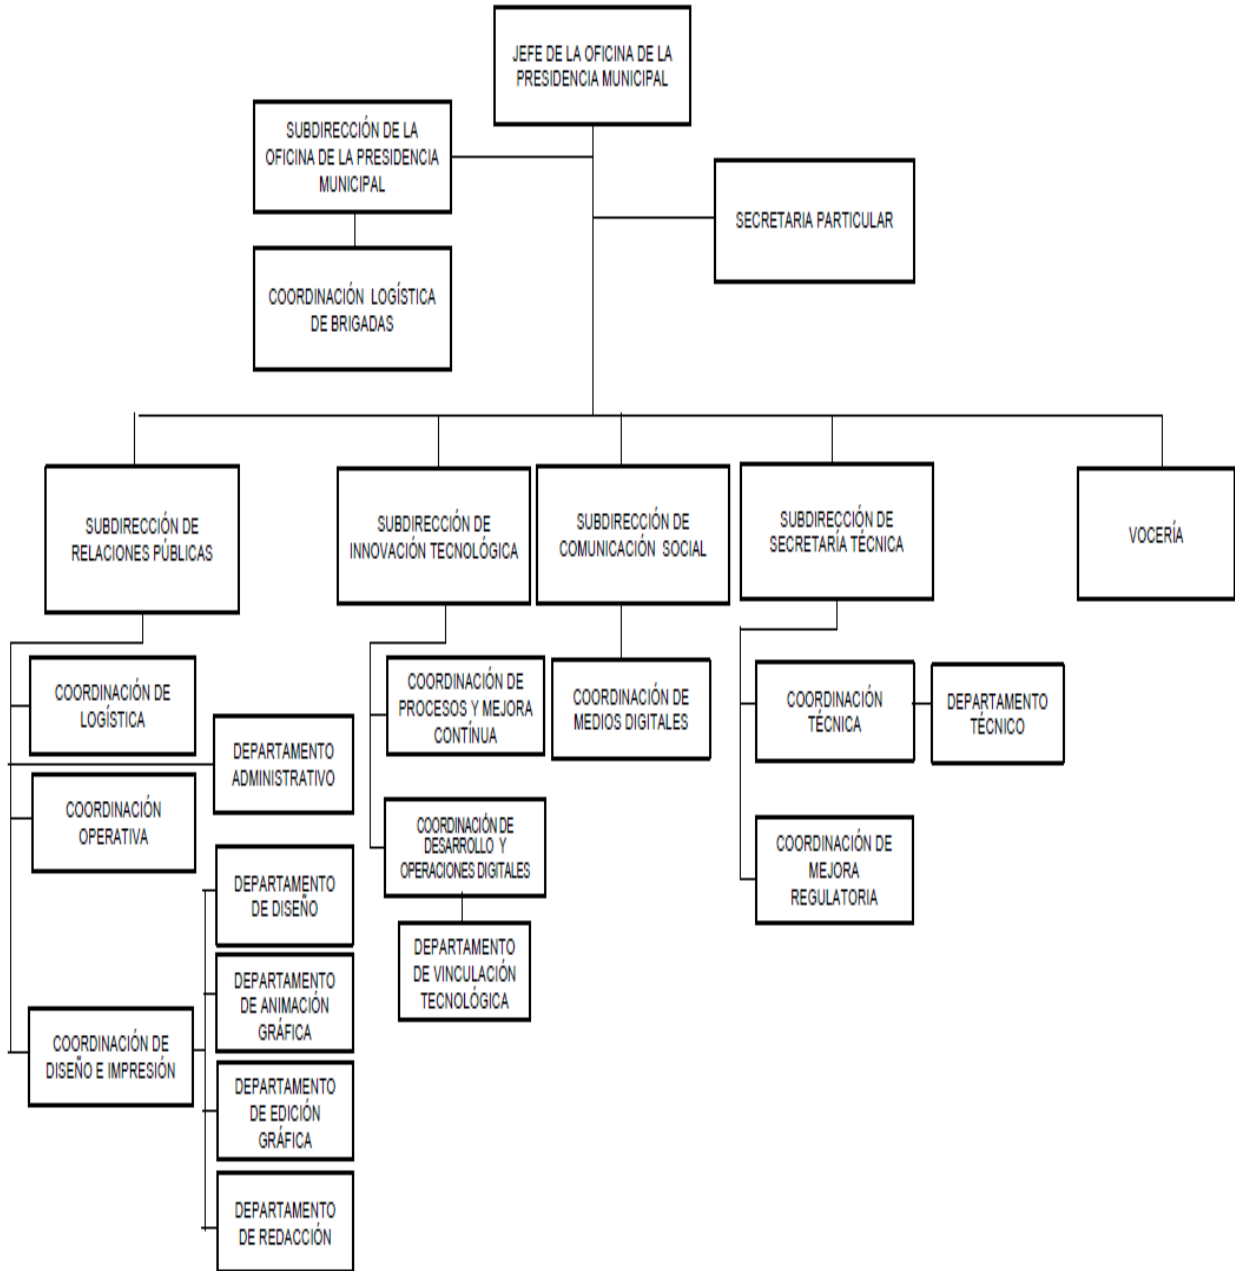 JEFE DE LA OFICINA DE LA
PRESIDENCIA MUNICIPAL
SUBDIRECCIÓN DE LA
OFICINA DE LA PRESIDENCIA
MUNICIPAL
SECRETARIA PARTICULAR
COORDINACIÓN LOGÍSTICA
DE BRIGADAS
SUBDIRECCIÓN DE
RELACIONES PÚBLICAS
SUBDIRECCIÓN DE
INNOVACIÓN TECNOLÓGICA
SUBDIRECCIÓN DE
COMUNICACIÓN SOCIAL
SUBDIRECCIÓN DE
SECRETARÍA TÉCNICA
VOCERÍA
COORDINACIÓN DE
LOGÍSTICA
DEPARTAMENTO
ADMINISTRATIVO
COORDINACIÓN
OPERATIVA
DEPARTAMENTO
DE DISEÑO
DEPARTAMENTO
DE ANIMACIÓN
GRÁFICA
COORDINACIÓN DE
DISEÑO E IMPRESIÓN
DEPARTAMENTO
DE EDICIÓN
GRÁFICA
DEPARTAMENTO
DE REDACCIÓN
COORDINACIÓN DE
PROCESOS Y MEJORA
CONTÍNUA
COORDINACIÓN DE
DESARROLLO Y
OPERACIONES DIGITALES
DEPARTAMENTO
DE VINCULACIÓN
TECNOLÓGICA
COORDINACIÓN DE
MEDIOS DIGITALES
COORDINACIÓN
TÉCNICA
DEPARTAMENTO
TÉCNICO
COORDINACIÓN DE
MEJORA
REGULATORIA